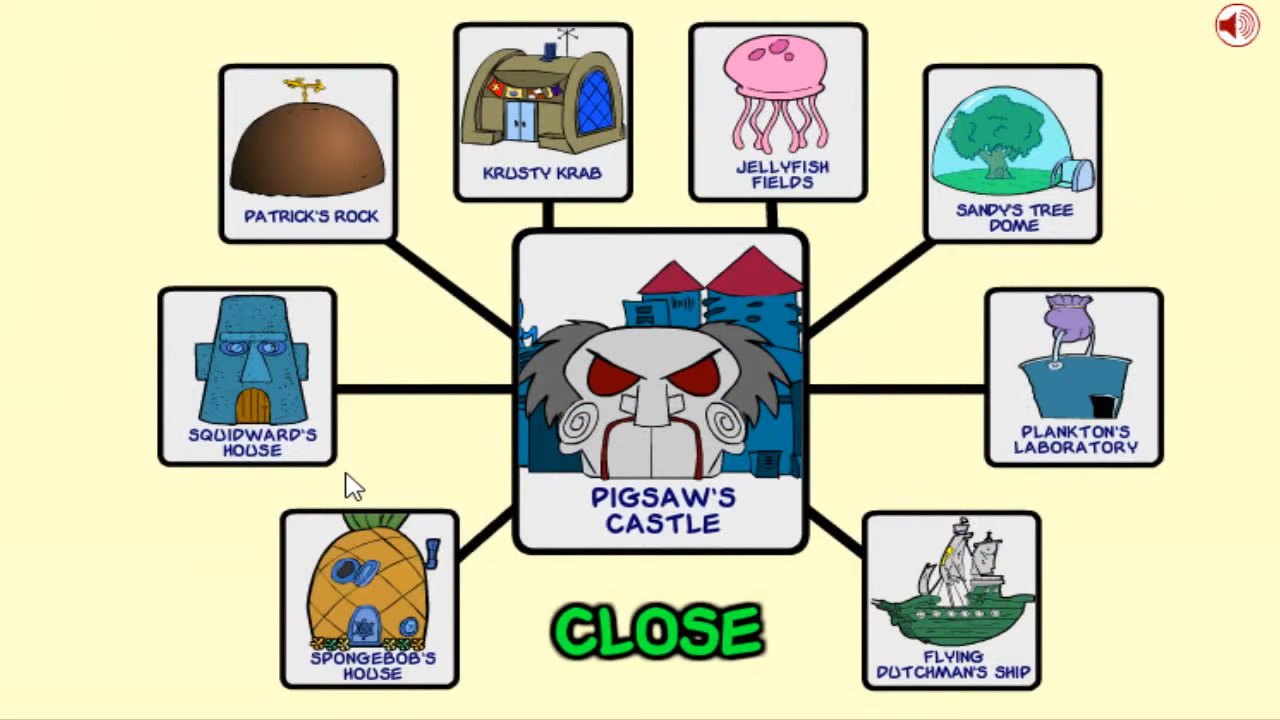 KRUSTY KRAB
JELLYFISH
FIELDS
PATRICK'S ROCK
SANDY'S TREE
DOME
SQUIDWARD'S
HOUSE
PLANKTON'S
LABORATORY
PIGSAW'S
CASTLE
SPONGEBOB'S
HOUSE
CLOSE
FLYING
DUTCHMAN'S SHIP